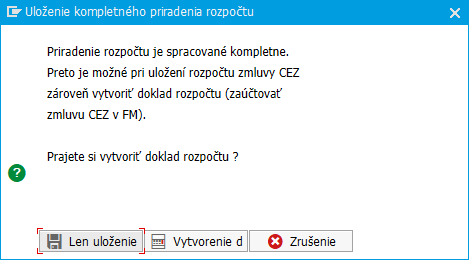 Uloženie kompletného priradenia rozpočtu
Priradenie rozpočtu je spracované kompletne.
Preto je možné pri uložení rozpočtu zmluvy CEZ
zároveň vytvoriť doklad rozpočtu (zaúčtovať
zmluvu CEZ v FM).
Prajete si vytvoriť doklad rozpočtu ?
Len uloženie
Vytvorenie d
Zrušenie